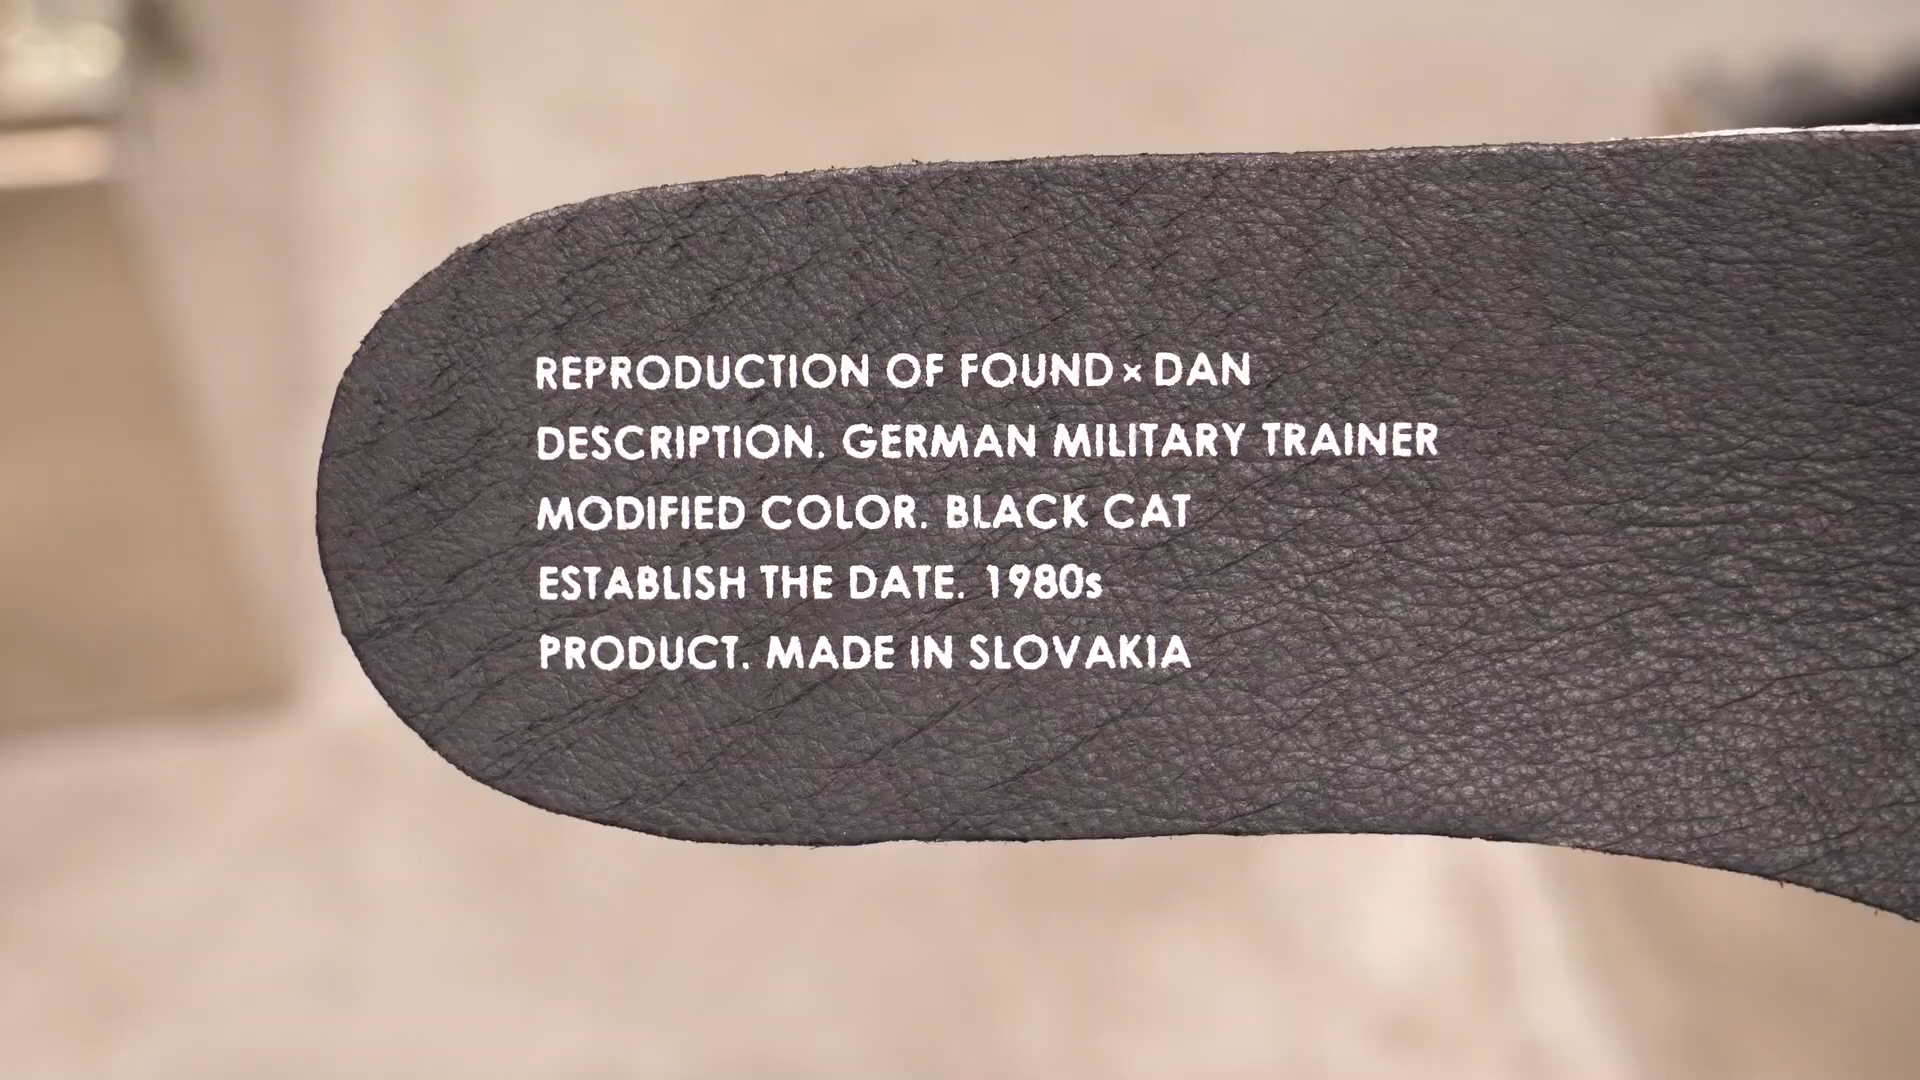 REPRODUCTION OF FOUND × DAN
DESCRIPTION. GERMAN MILITARY TRAINER
MODIFIED COLOR. BLACK CAT
ESTABLISH THE DATE. 1980s
PRODUCT. MADE IN SLOVAKIA